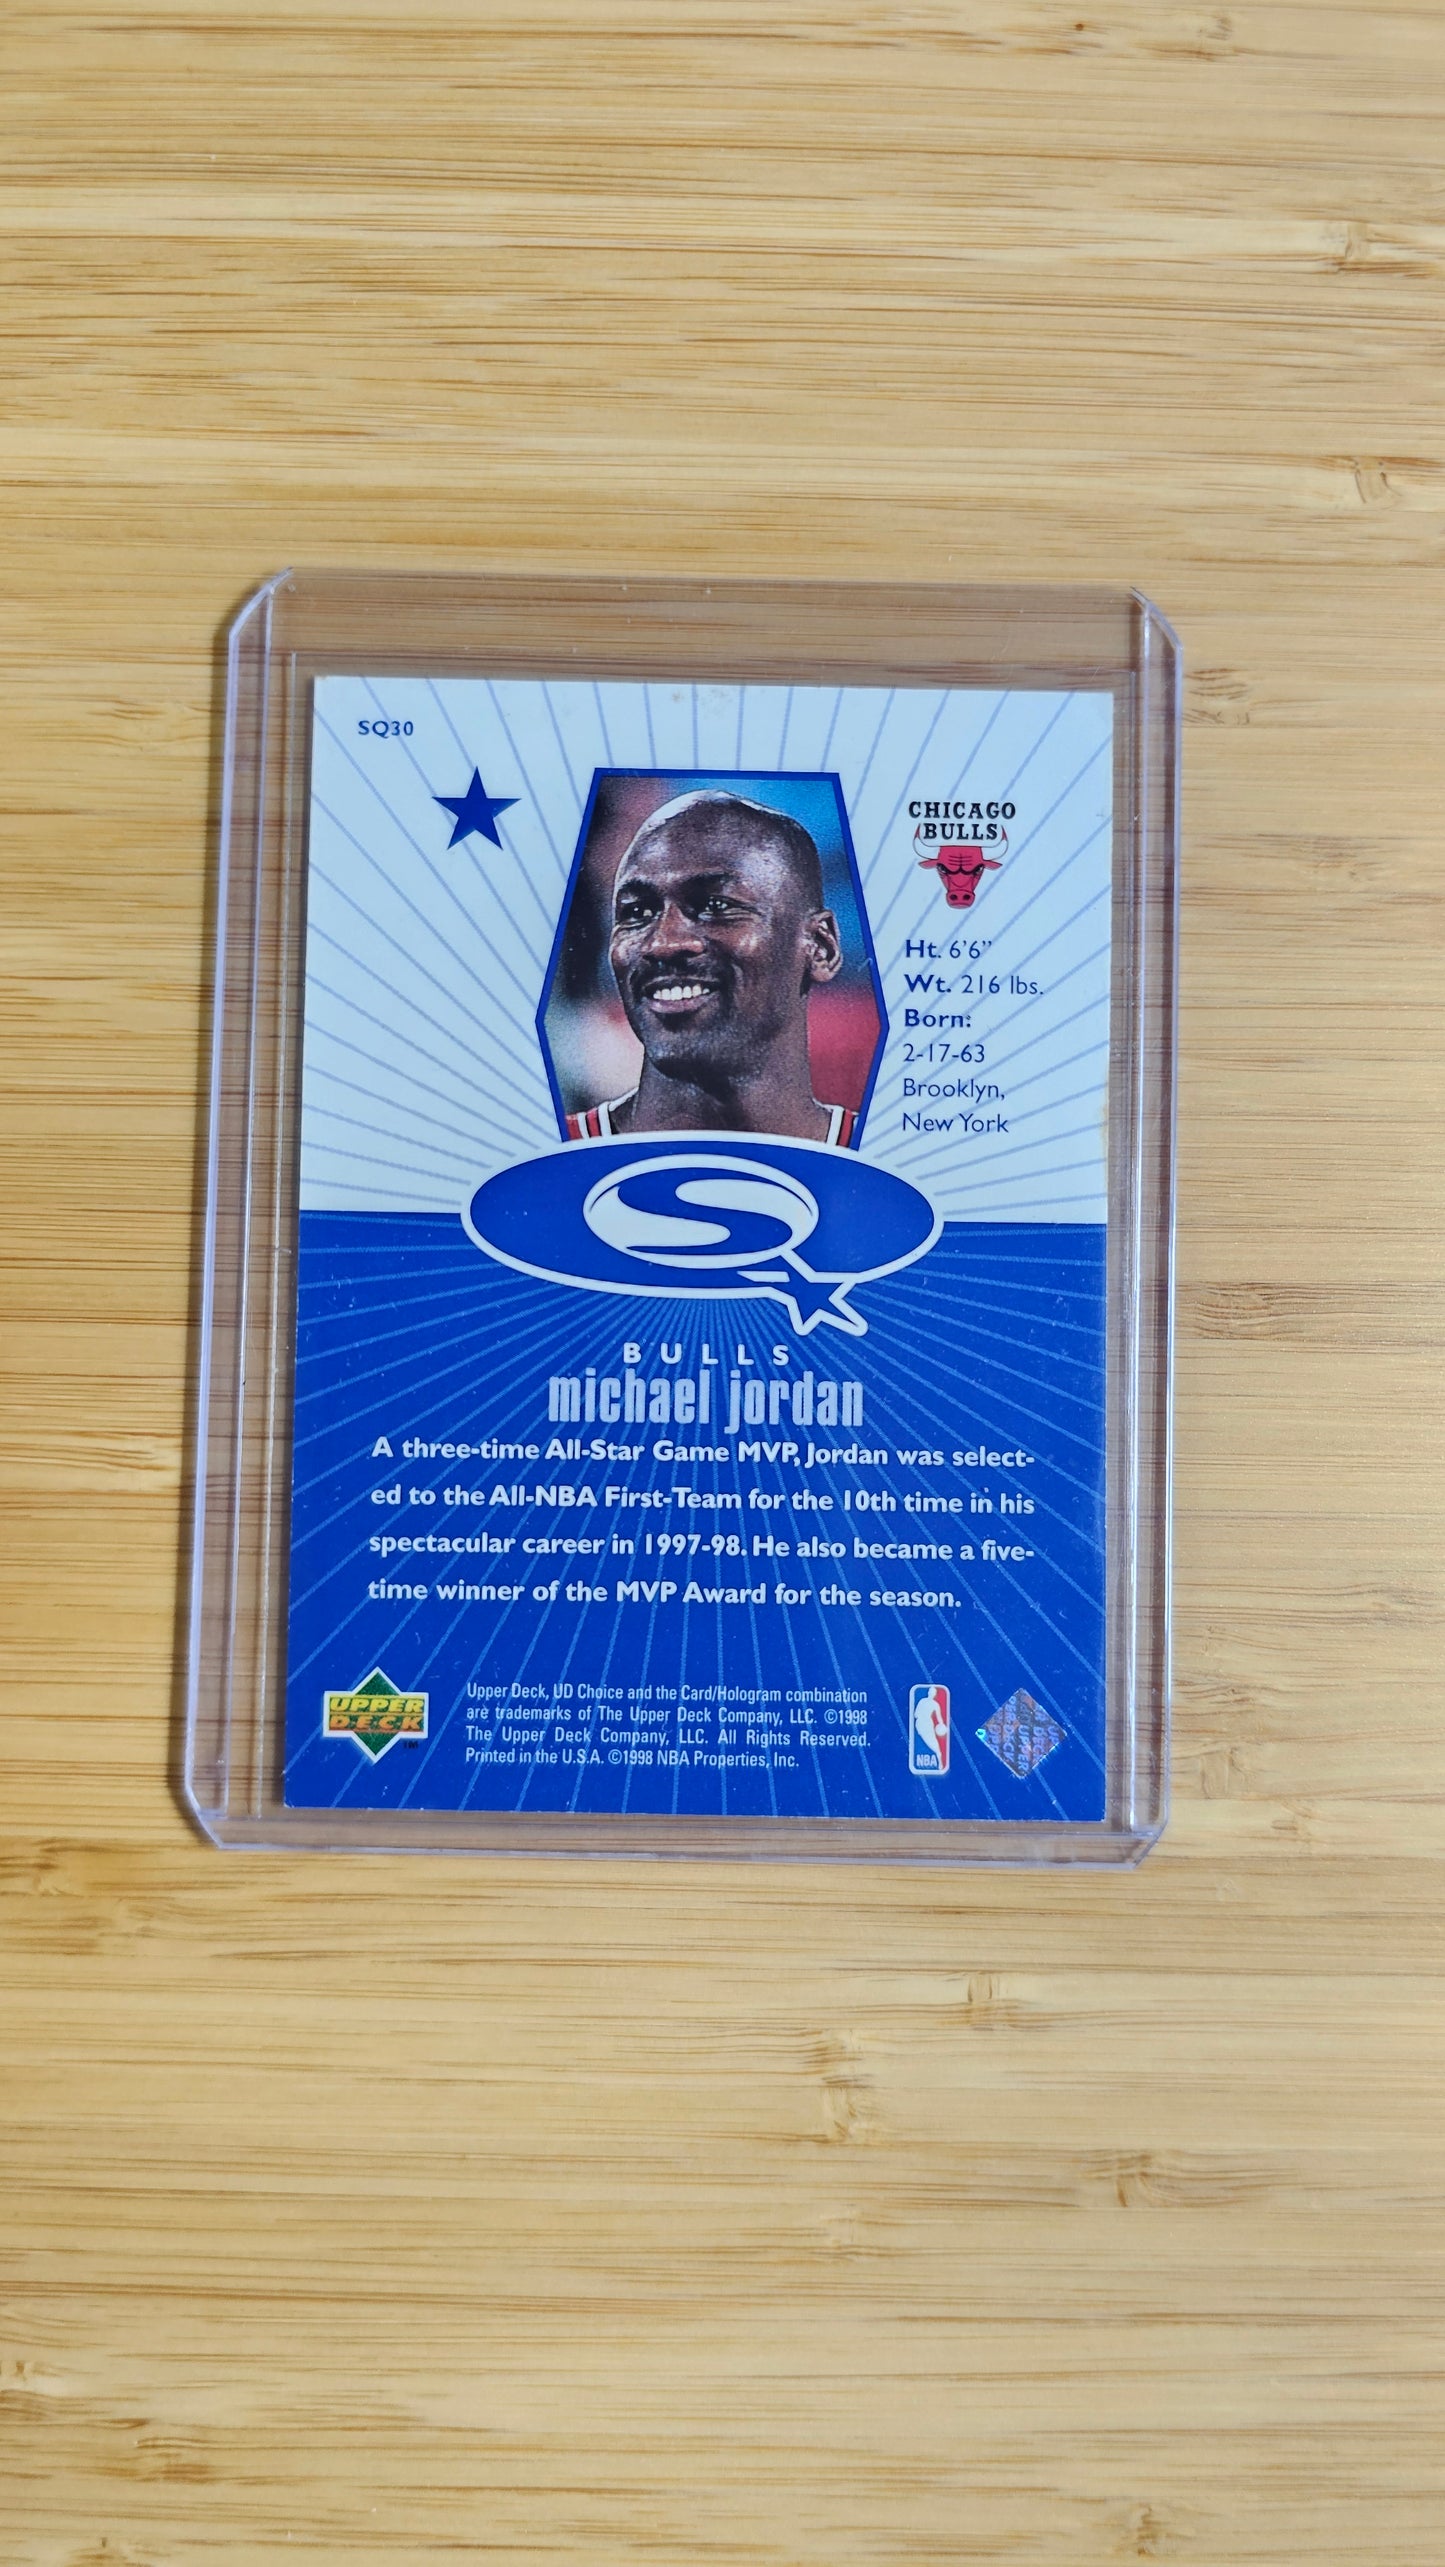 SQ30
CHICAGO
BULLS
Ht. 6'6"
Wt. 216 lbs.
Born:
2-17-63
Brooklyn,
New York
S
BULLS
michael jordan
A three-time All-Star Game MVP, Jordan was select-
ed to the All-NBA First-Team for the 10th time in his
spectacular career in 1997-98. He also became a five-
time winner of the MVP Award for the season.
UPPER
DECK
TM
Upper Deck, UD Choice and the Card/Hologram combination
are trademarks of The Upper Deck Company, LLC. ©1998
The Upper Deck Company, LLC. All Rights Reserved.
Printed in the U.S.A. ©1998 NBA Properties, Inc.
NBA